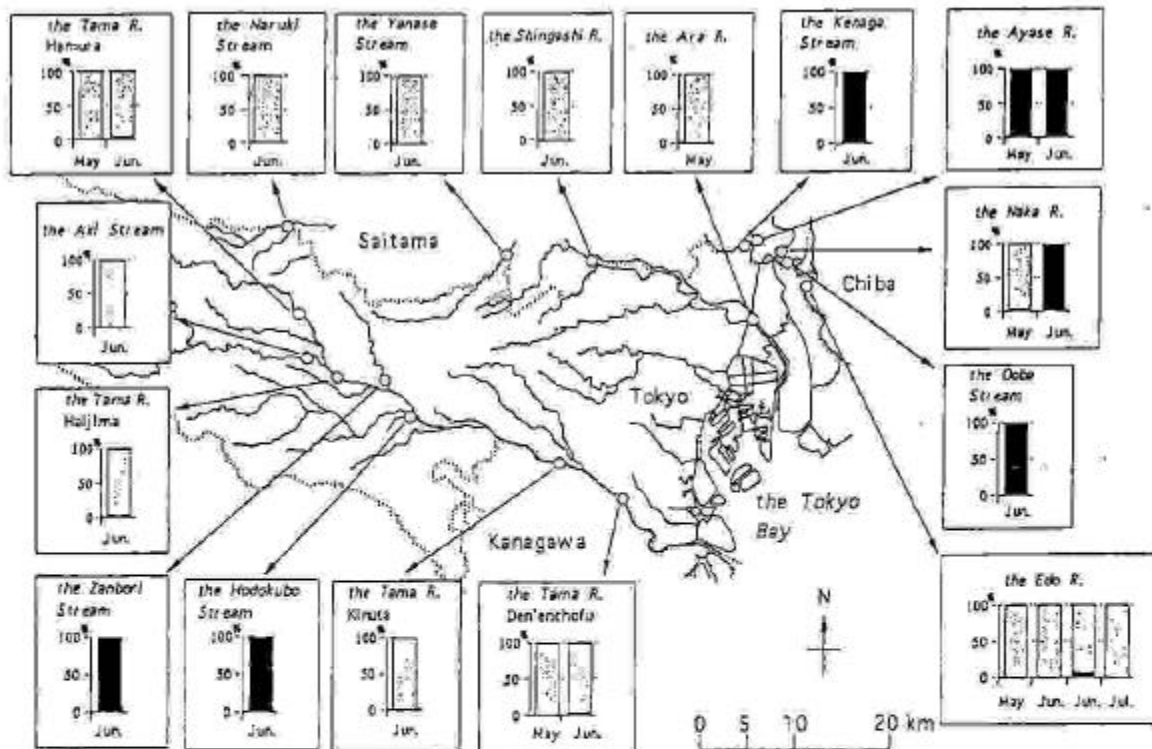 the Tama R.
Hamura
%
100
50
0
May Jun.
the Naruki
Stream
%
100
50
0
Jun.
the Yanase
Stream
%
100
50
0
Jun.
the Shingashi R.
%
100
50
0
Jun.
the Ara R.
%
100
50
0
May
the Kenaga
Stream
%
100
50
0
Jun.
the Ayase R.
%
100
50
0
May Jun.
the Aki Stream
%
100
50
0
Jun.
Saitama
Chiba
the Naka R.
%
100
50
0
May Jun.
the Tama R.
Haijima
%
100
50
0
Jun.
Tokyo
the Ooba
Stream
%
100
50
0
Jun.
the Tokyo
Bay
Kanagawa
the Zanbori
Stream
%
100
50
0
Jun.
the Hodokubo
Stream
%
100
50
0
Jun.
the Tama R.
Kinuta
%
100
50
0
Jun.
the Tama R.
Den'enchofu
%
100
50
0
May Jun.
N
0 5 10 20 km
the Edo R.
%
100
50
0
May Jun. Jun. Jul.